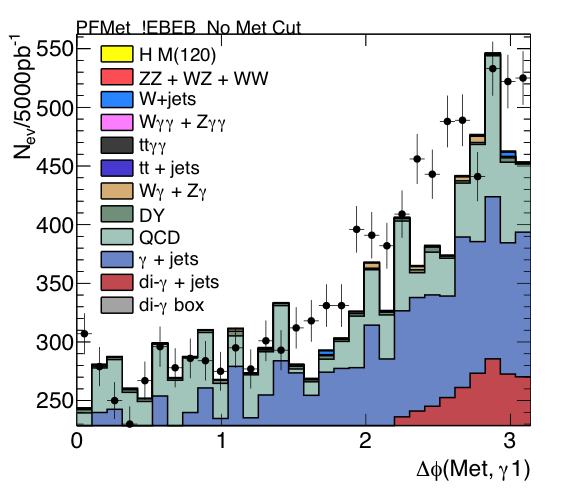 PFMet !EBEB No Met Cut
N_ev/5000pb⁻¹
550
500
450
400
350
300
250
H M(120)
ZZ + WZ + WW
W+jets
Wγγ + Zγγ
ttγγ
tt + jets
Wγ + Zγ
DY
QCD
γ + jets
di-γ + jets
di-γ box
0 1 2 3
Δϕ(Met, γ1)